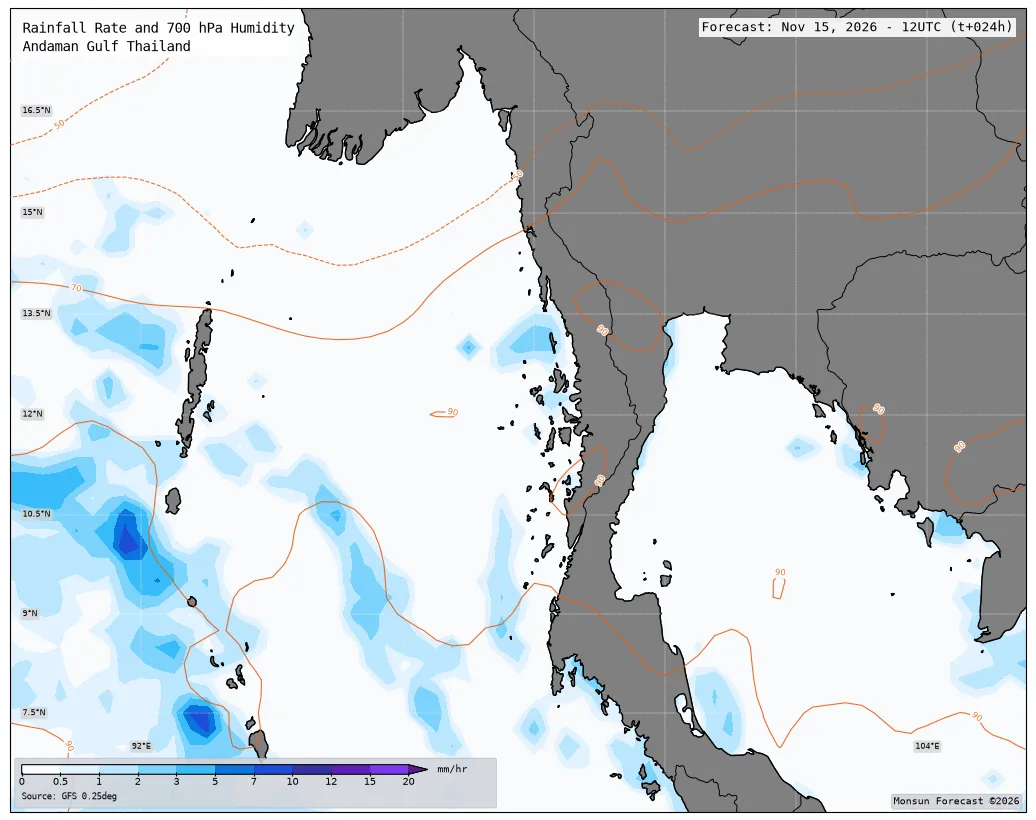 Rainfall Rate and 700 hPa Humidity
Andaman Gulf Thailand
Forecast: Nov 15, 2026 - 12UTC (t+024h)
16.5°N
50
15°N
70
13.5°N
90
12°N
90
90
90
90
10.5°N
90
9°N
7.5°N
90
90
92°E
104°E
0 0.5 1 2 3 5 7 10 12 15 20 mm/hr
Source: GFS 0.25deg
Monsun Forecast ©2026